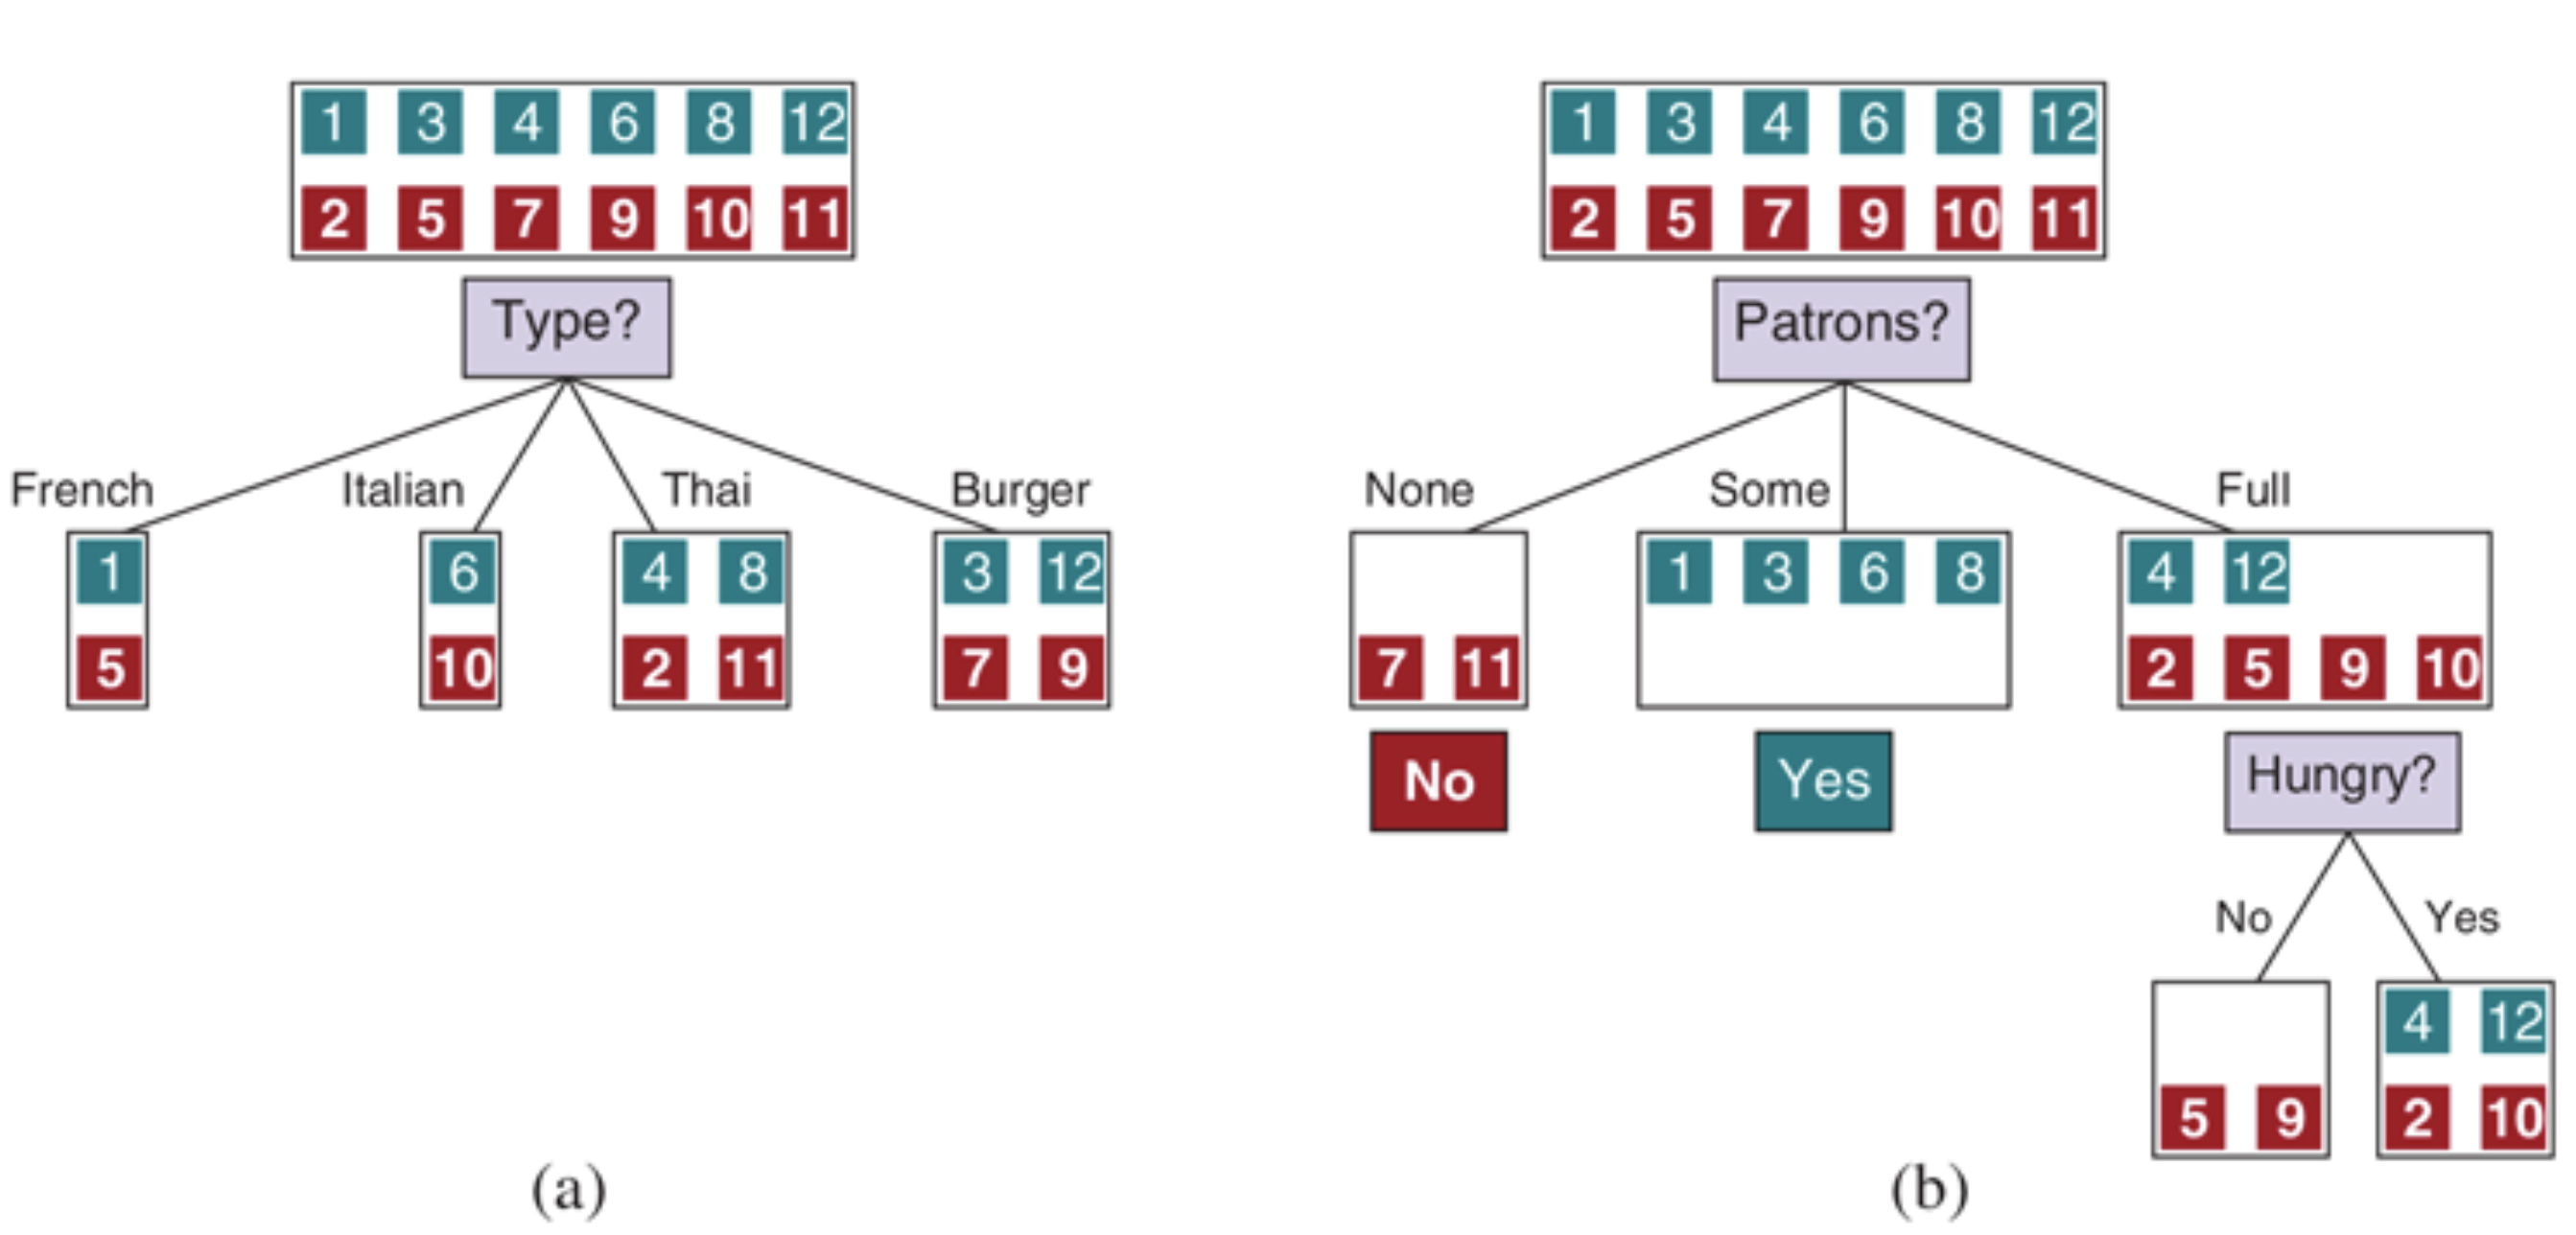 1 3 4 6 8 12
2 5 7 9 10 11
Type?
French Italian Thai Burger
1 6 4 8 3 12
5 10 2 11 7 9
(a)
1 3 4 6 8 12
2 5 7 9 10 11
Patrons?
None Some Full
1 3 6 8 4 12
7 11 2 5 9 10
No Yes Hungry?
No Yes
4 12
5 9 2 10
(b)